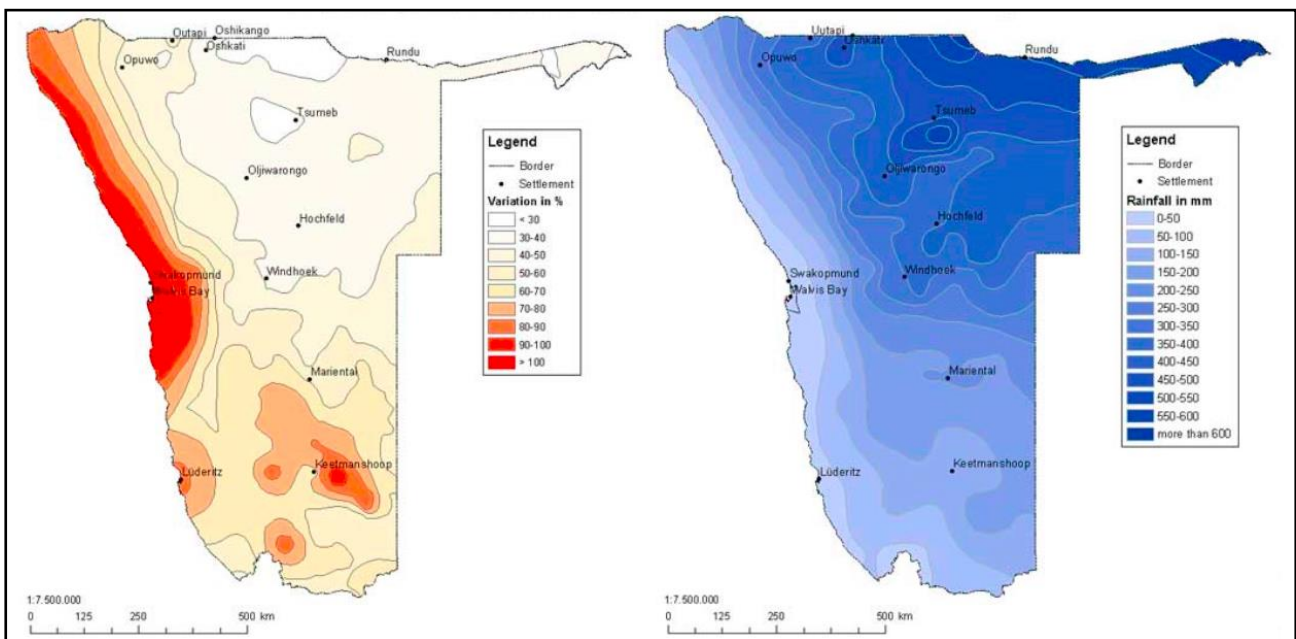 Outapi
Oshikango
Oshkati
Opuwo
Rundu
Tsumeb
Oljiwarongo
Hochfeld
Windhoek
Swakopmund
Walvis Bay
Mariental
Lüderitz
Keetmanshoop
Legend
Border
Settlement
Variation in %
< 30
30-40
40-50
50-60
60-70
70-80
80-90
90-100
> 100
1:7.500.000
0 125 250 500 km
Uutapi
Oshkati
Opuwo
Rundu
Tsumeb
Oljiwarongo
Hochfeld
Windhoek
Swakopmund
Walvis Bay
Mariental
Lüderitz
Keetmanshoop
Legend
Border
Settlement
Rainfall in mm
0-50
50-100
100-150
150-200
200-250
250-300
300-350
350-400
400-450
450-500
500-550
550-600
more than 600
1:7.500.000
0 125 250 500 km